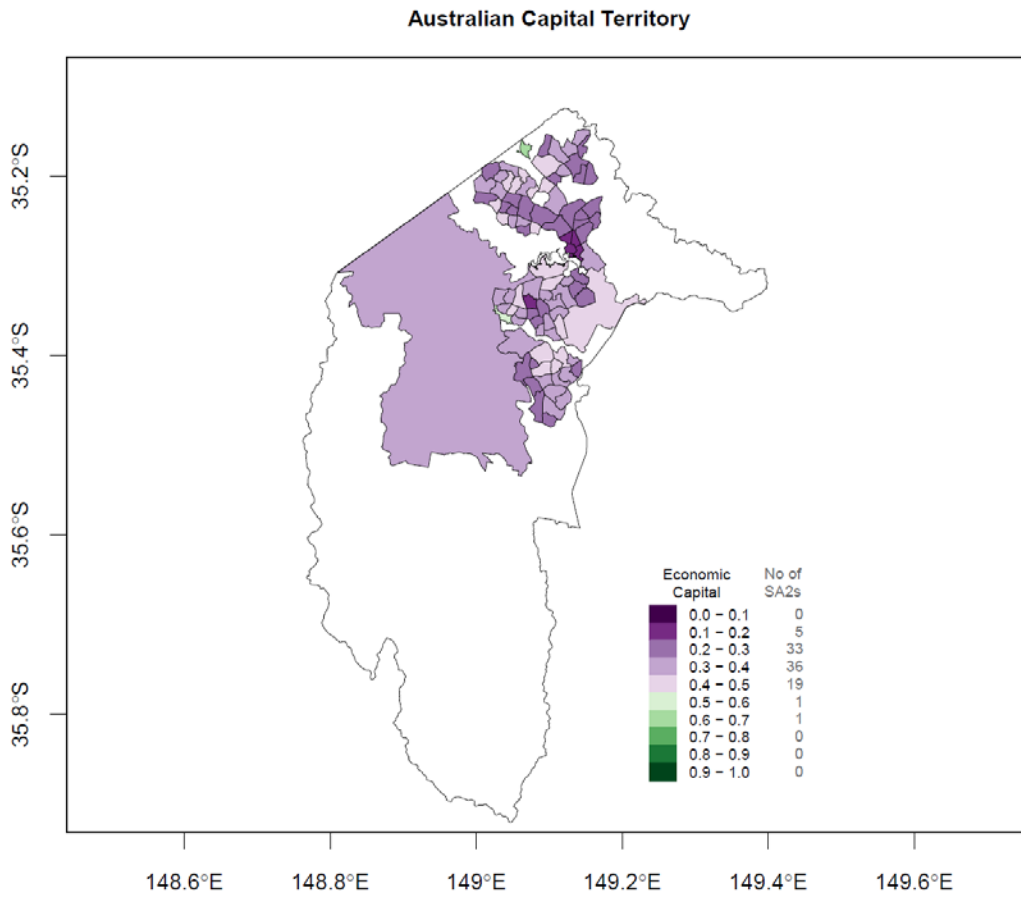 Australian Capital Territory
35.2°S
35.4°S
35.6°S
35.8°S
Economic Capital No of SA2s
0.0 − 0.1 0
0.1 − 0.2 5
0.2 − 0.3 33
0.3 − 0.4 36
0.4 − 0.5 19
0.5 − 0.6 1
0.6 − 0.7 1
0.7 − 0.8 0
0.8 − 0.9 0
0.9 − 1.0 0
148.6°E 148.8°E 149°E 149.2°E 149.4°E 149.6°E